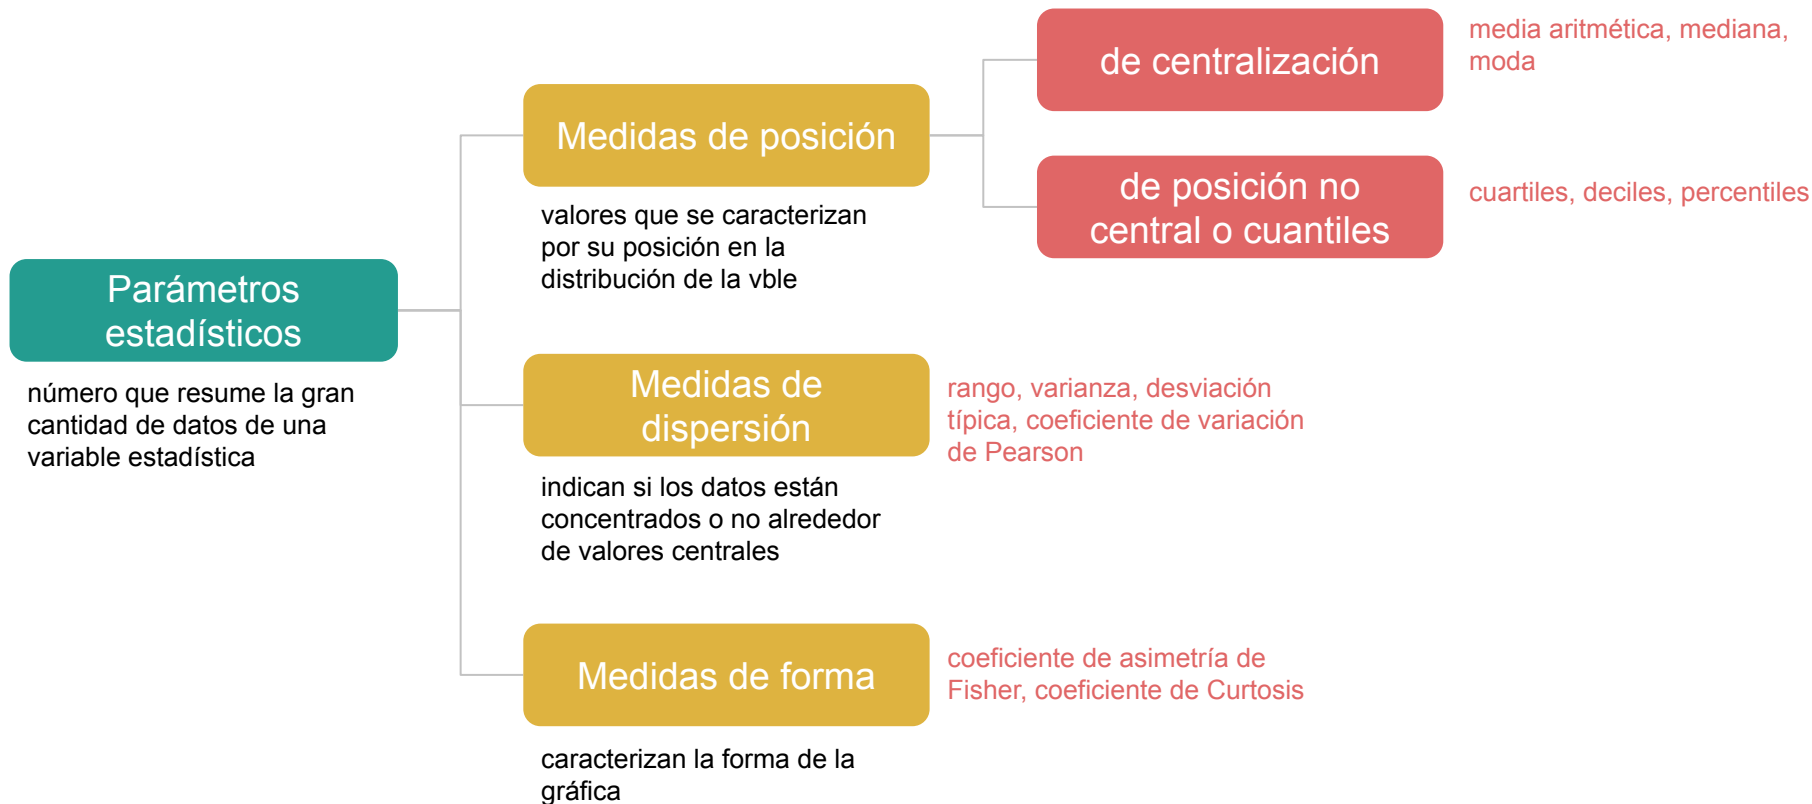 Parámetros
estadísticos
número que resume la gran
cantidad de datos de una
variable estadística
Medidas de posición
valores que se caracterizan
por su posición en la
distribución de la vble
de centralización
media aritmética, mediana,
moda
de posición no
central o cuantiles
cuartiles, deciles, percentiles
Medidas de
dispersión
rango, varianza, desviación
típica, coeficiente de variación
de Pearson
indican si los datos están
concentrados o no alrededor
de valores centrales
Medidas de forma
coeficiente de asimetría de
Fisher, coeficiente de Curtosis
caracterizan la forma de la
gráfica